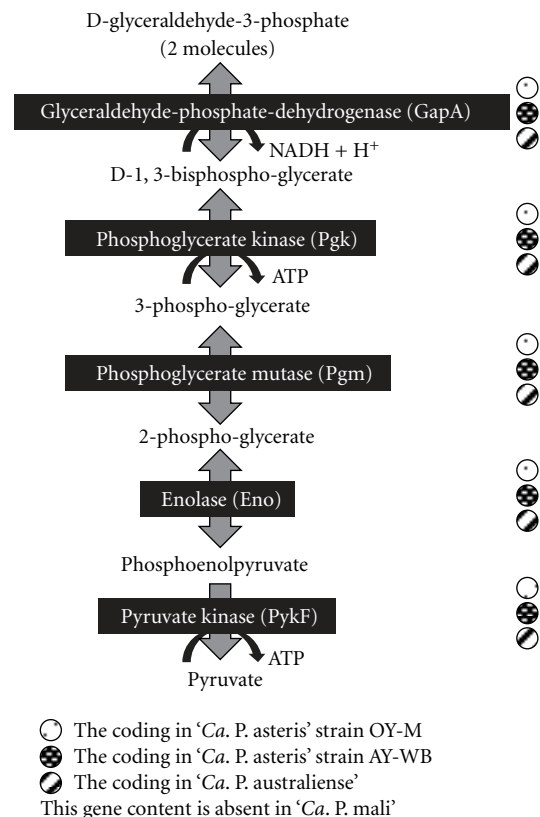 D-glyceraldehyde-3-phosphate
(2 molecules)
Glyceraldehyde-phosphate-dehydrogenase (GapA)
NADH + H⁺
D-1, 3-bisphospho-glycerate
Phosphoglycerate kinase (Pgk)
ATP
3-phospho-glycerate
Phosphoglycerate mutase (Pgm)
2-phospho-glycerate
Enolase (Eno)
Phosphoenolpyruvate
Pyruvate kinase (PykF)
ATP
Pyruvate
The coding in ‘Ca. P. asteris’ strain OY-M
The coding in ‘Ca. P. asteris’ strain AY-WB
The coding in ‘Ca. P. australiense’
This gene content is absent in ‘Ca. P. mali’